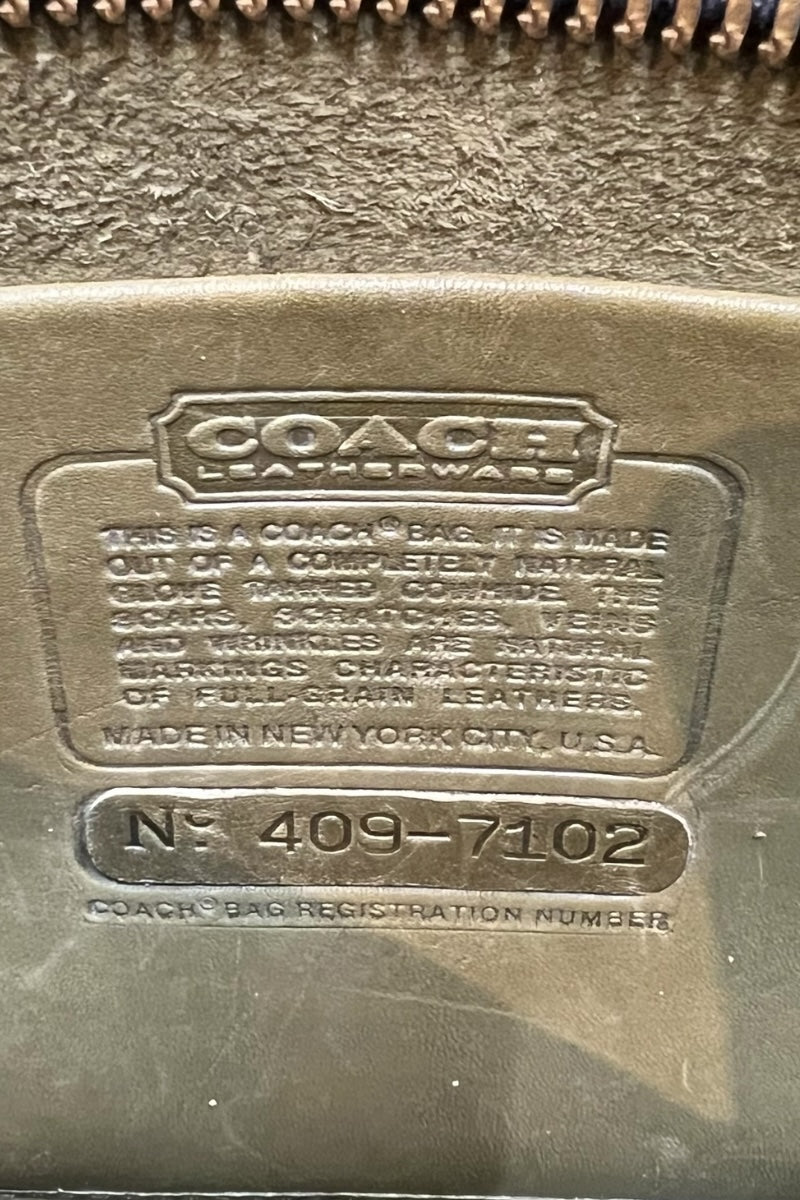 COACH®
LEATHERWARE
THIS IS A COACH® BAG. IT IS MADE
OUT OF A COMPLETELY NATURAL
GLOVE TANNED COWHIDE THE
SCARS, SCRATCHES, VEINS
AND WRINKLES ARE NATURAL
MARKINGS CHARACTERISTIC
OF FULL-GRAIN LEATHERS.
MADE IN NEW YORK CITY, U.S.A.
No. 409-7102
COACH® BAG REGISTRATION NUMBER